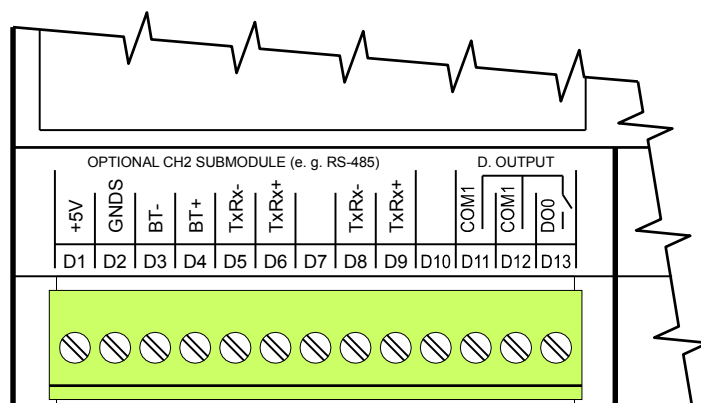 OPTIONAL CH2 SUBMODULE (e. g. RS-485) D. OUTPUT
+5V GNDS BT- BT+ TxRx- TxRx+ TxRx- TxRx+ COM1 COM1 DO0
D1 D2 D3 D4 D5 D6 D7 D8 D9 D10 D11 D12 D13